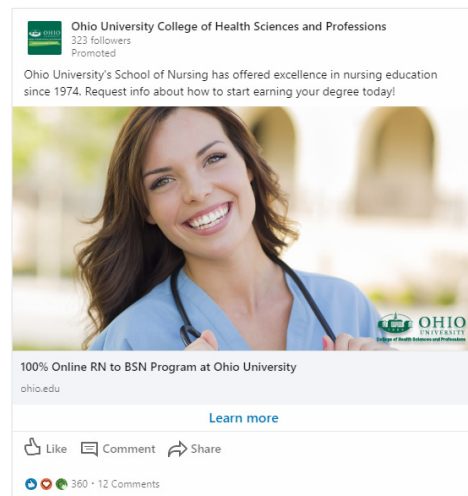 Ohio University College of Health Sciences and Professions
323 followers
Promoted
Ohio University's School of Nursing has offered excellence in nursing education
since 1974. Request info about how to start earning your degree today!
OHIO
UNIVERSITY
College of Health Sciences and Professions
100% Online RN to BSN Program at Ohio University
ohio.edu
Learn more
Like Comment Share
360 • 12 Comments